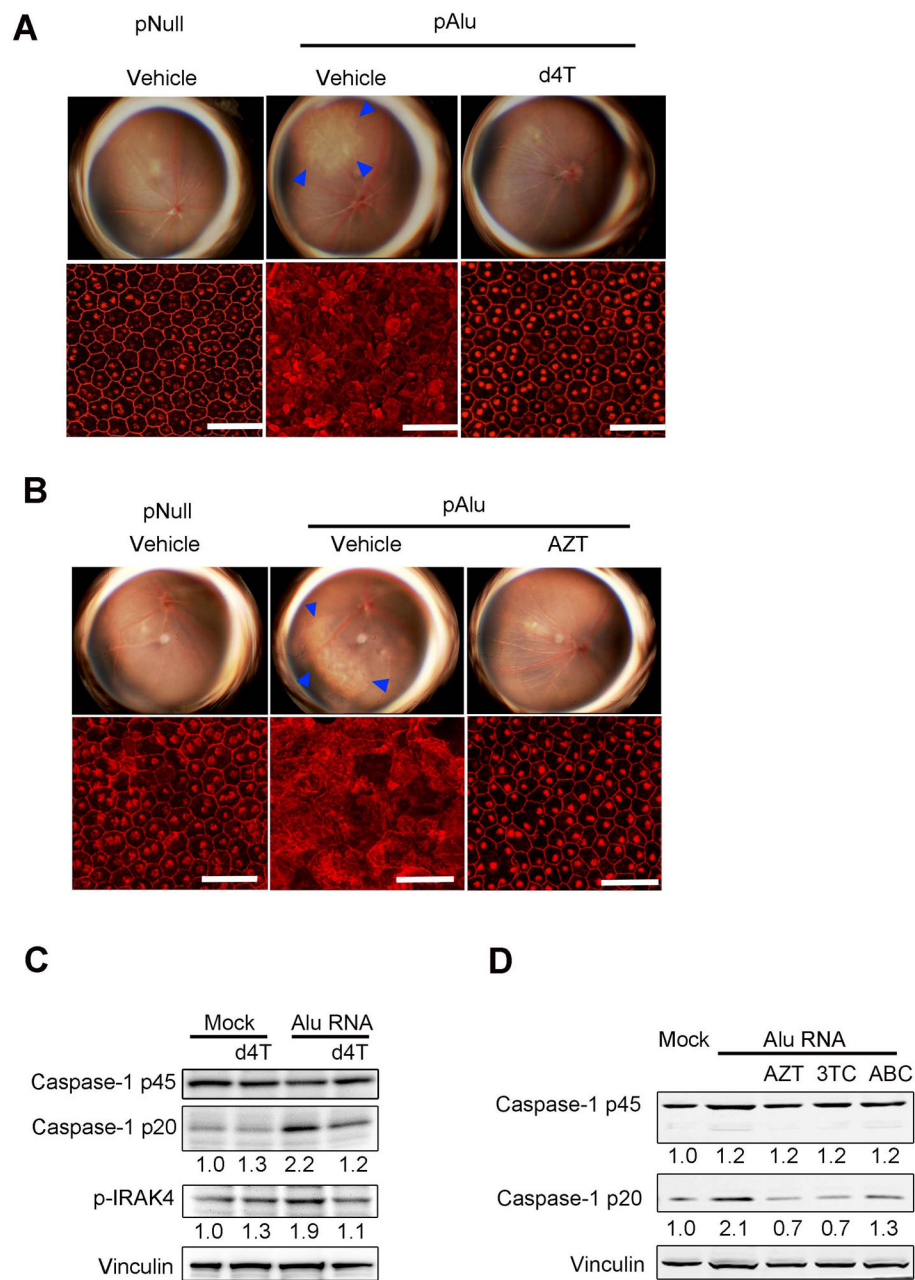 A
pNull
pAlu
Vehicle
Vehicle
d4T
B
pNull
pAlu
Vehicle
Vehicle
AZT
C
Mock
Alu RNA
d4T
d4T
Caspase-1 p45
Caspase-1 p20
1.0
1.3
2.2
1.2
p-IRAK4
1.0
1.3
1.9
1.1
Vinculin
D
Mock
Alu RNA
AZT
3TC
ABC
Caspase-1 p45
1.0
1.2
1.2
1.2
1.2
Caspase-1 p20
1.0
2.1
0.7
0.7
1.3
Vinculin